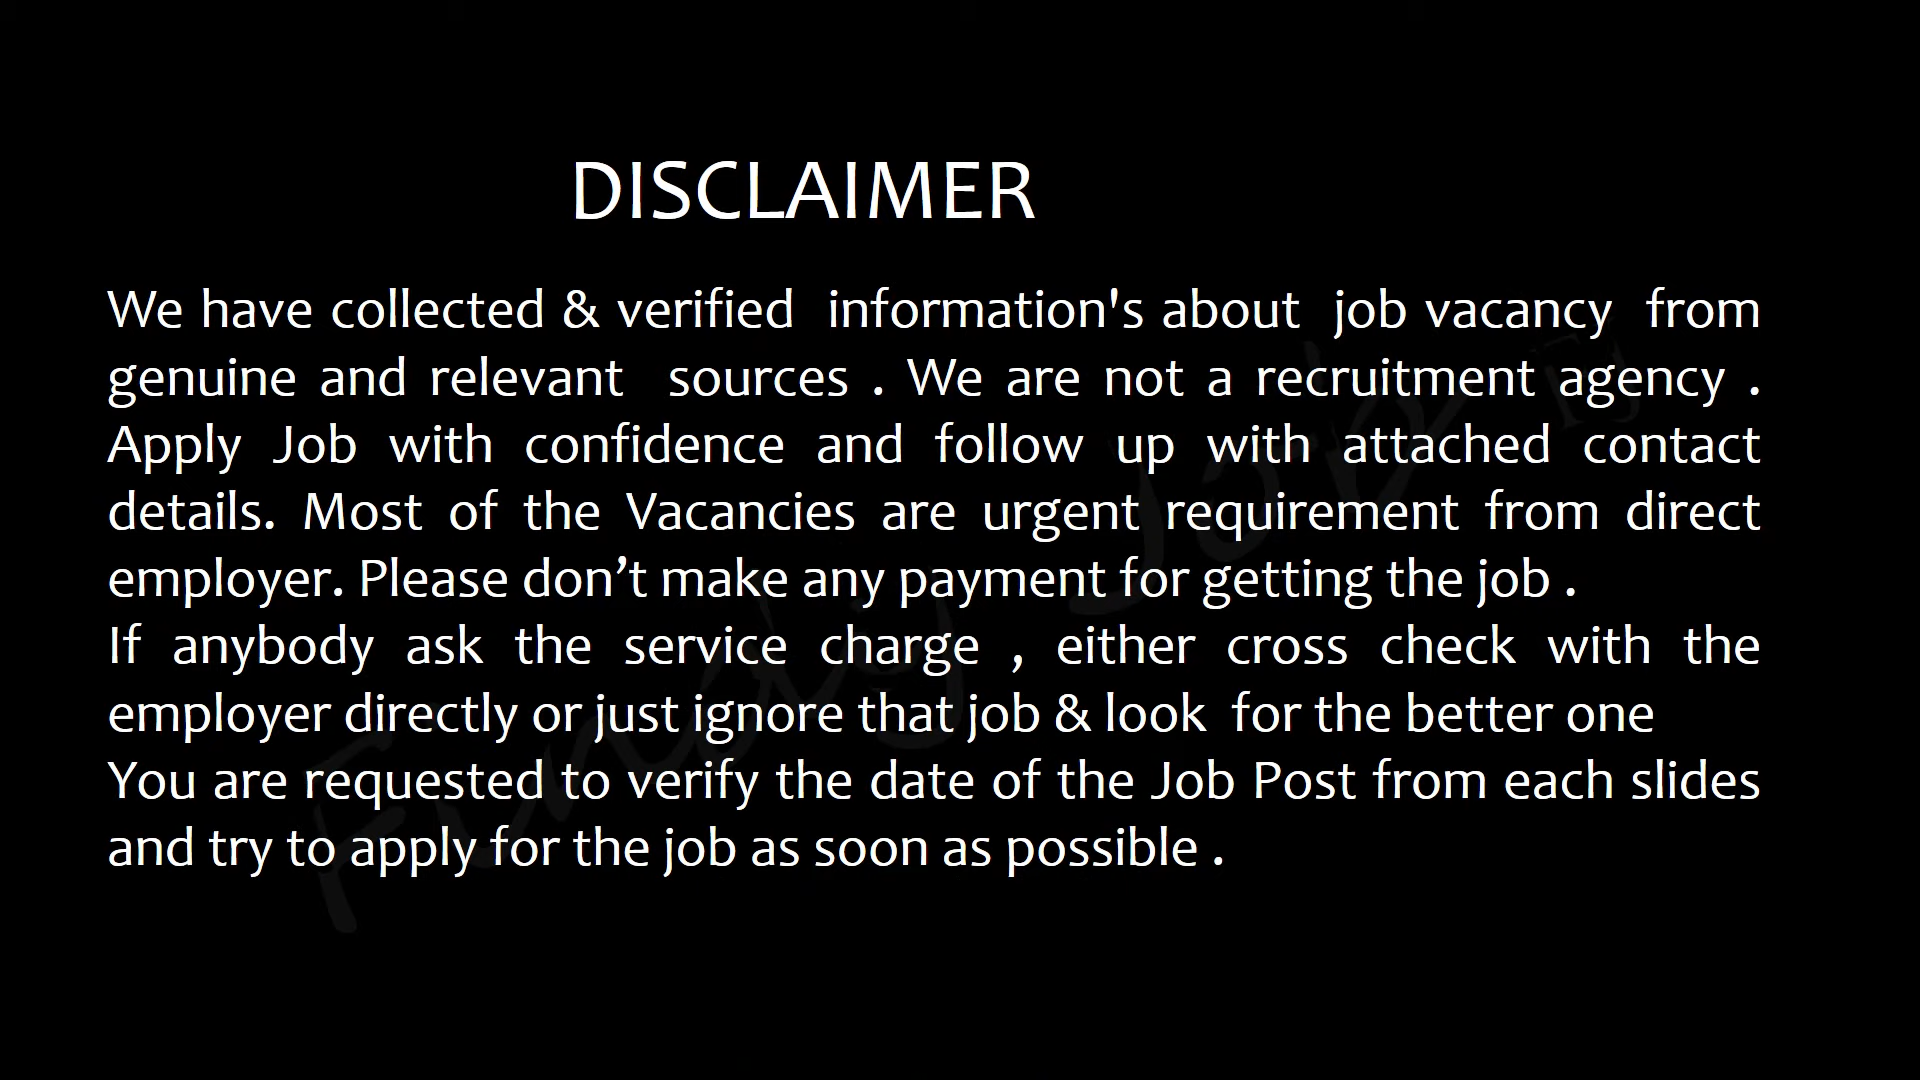 DISCLAIMER
We have collected & verified information's about job vacancy from
genuine and relevant sources . We are not a recruitment agency .
Apply Job with confidence and follow up with attached contact
details. Most of the Vacancies are urgent requirement from direct
employer. Please don’t make any payment for getting the job .
If anybody ask the service charge , either cross check with the
employer directly or just ignore that job & look for the better one
You are requested to verify the date of the Job Post from each slides
and try to apply for the job as soon as possible .